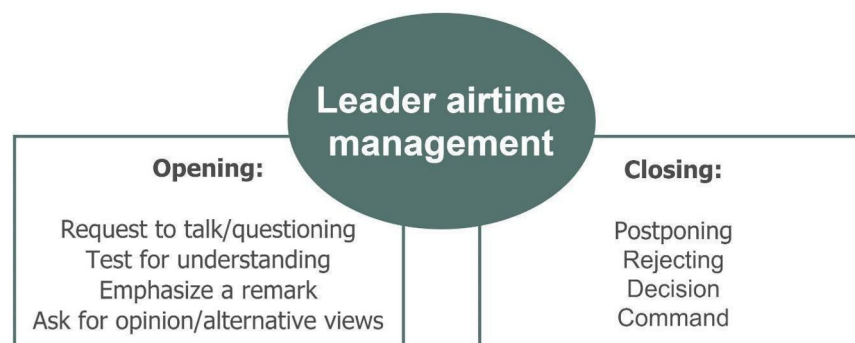 Leader airtime
management
Opening:
Request to talk/questioning
Test for understanding
Emphasize a remark
Ask for opinion/alternative views
Closing:
Postponing
Rejecting
Decision
Command